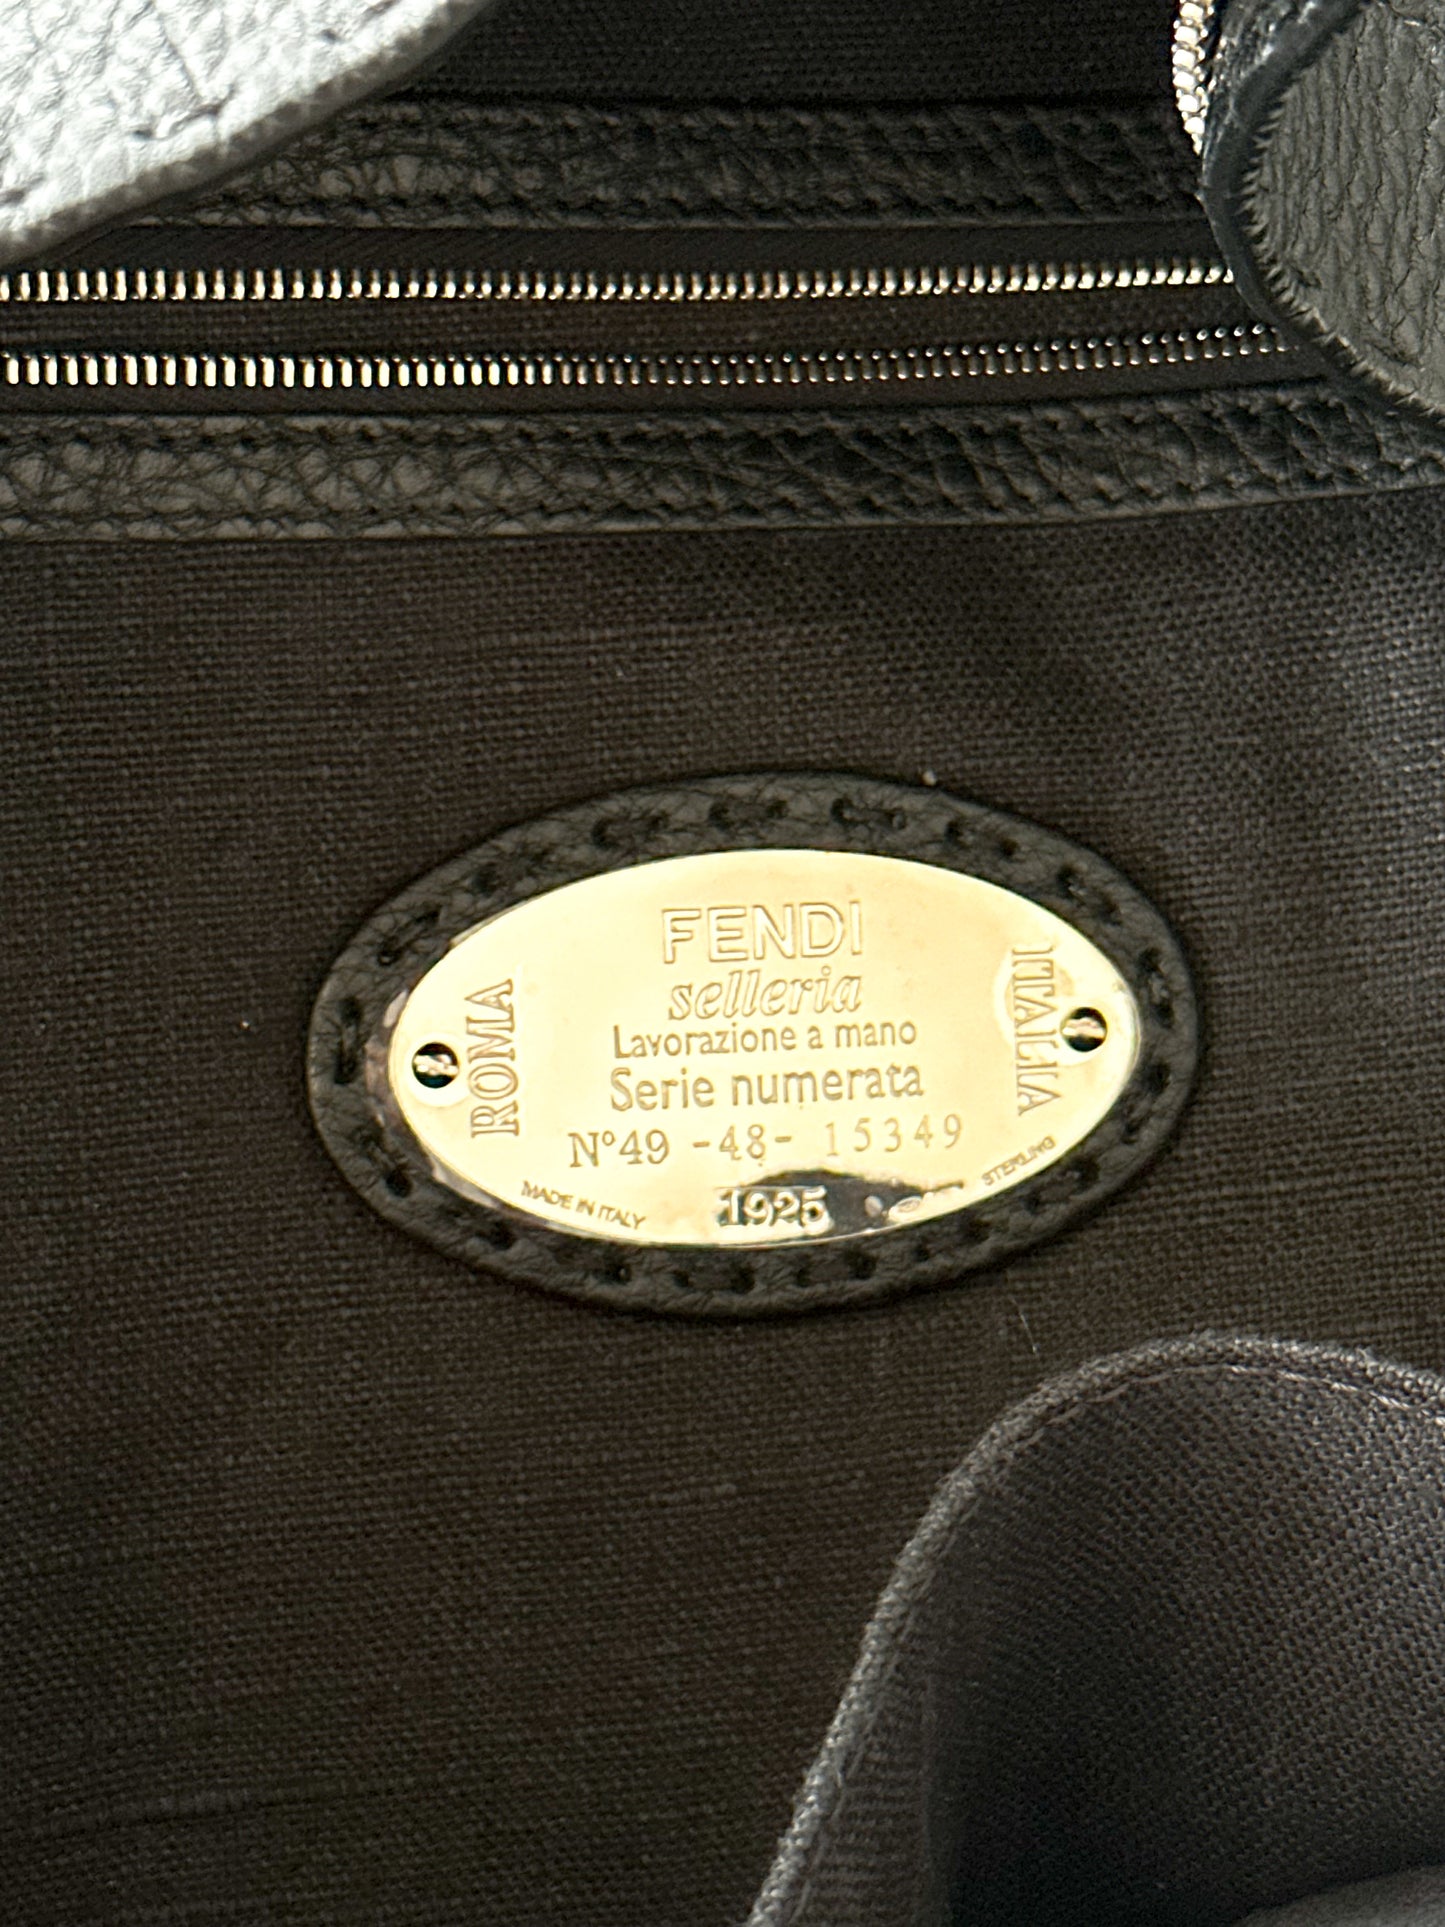 FENDI
selleria
Lavorazione a mano
Serie numerata
N°49 -48- 15349
1925
ROMA
ITALIA
MADE IN ITALY
STERLING